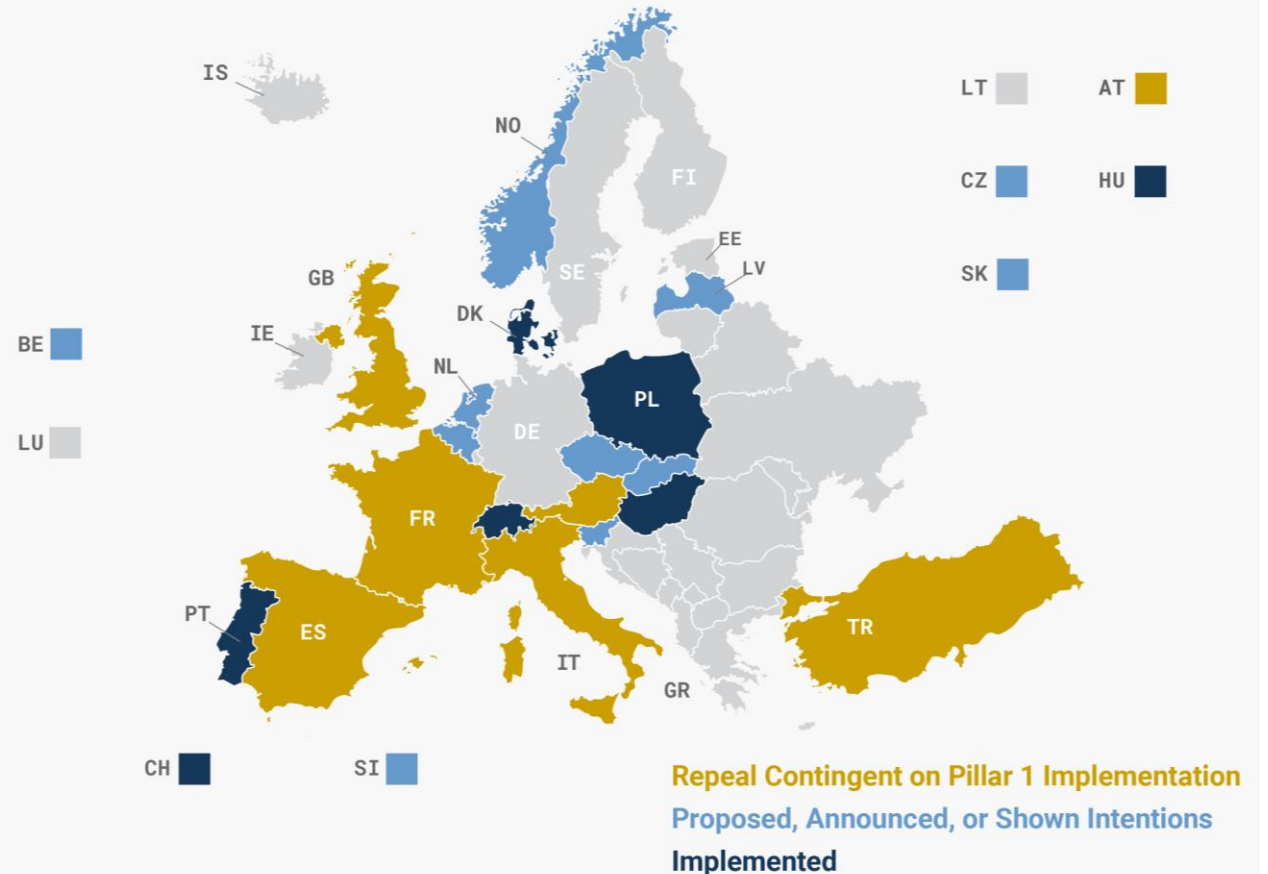 IS
LT
AT
NO
FI
CZ
HU
EE
SE
LV
SK
GB
DK
IE
BE
NL
PL
DE
LU
FR
PT
ES
TR
IT
GR
CH
SI
Repeal Contingent on Pillar 1 Implementation
Proposed, Announced, or Shown Intentions
Implemented